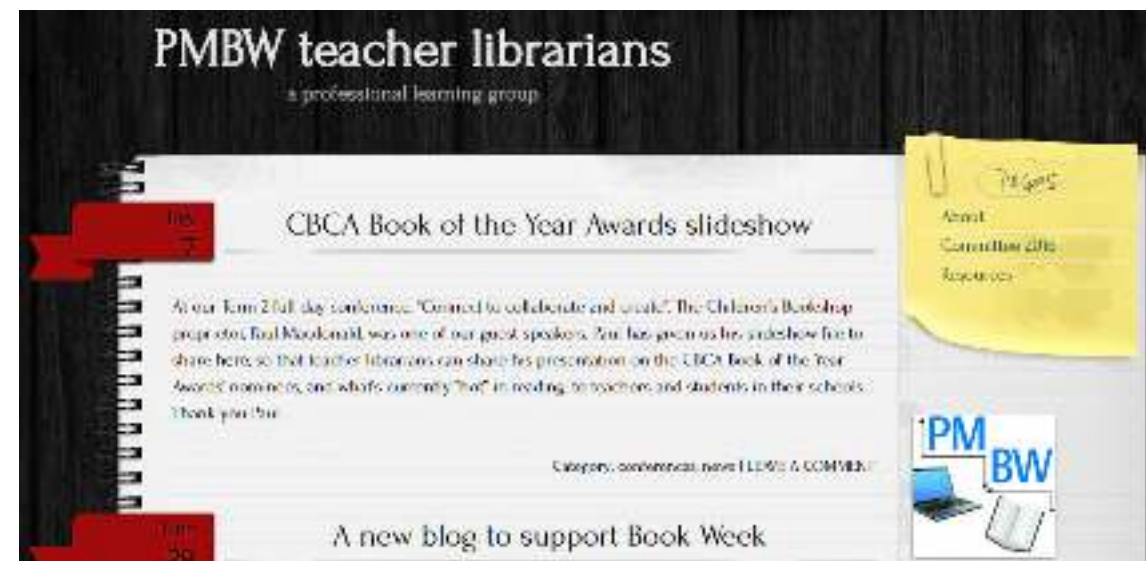 PMBW teacher librarians
a professional learning group
CBCA Book of the Year Awards slideshow
At our Term 2 full day conference, "Connect to collaborate and create", The Children's Bookshop
proprietor, Paul Macdonald, was one of our guest speakers. Paul has given us his slideshow file to
share here, so that teacher librarians can share his presentation on the CBCA Book of the Year
Awards' nominees, and what's currently "hot" in reading, to teachers and students in their schools.
Thank you Paul
Category: conferences, news | LEAVE A COMMENT
A new blog to support Book Week
29
About
Committee 2016
Resources
PM
BW